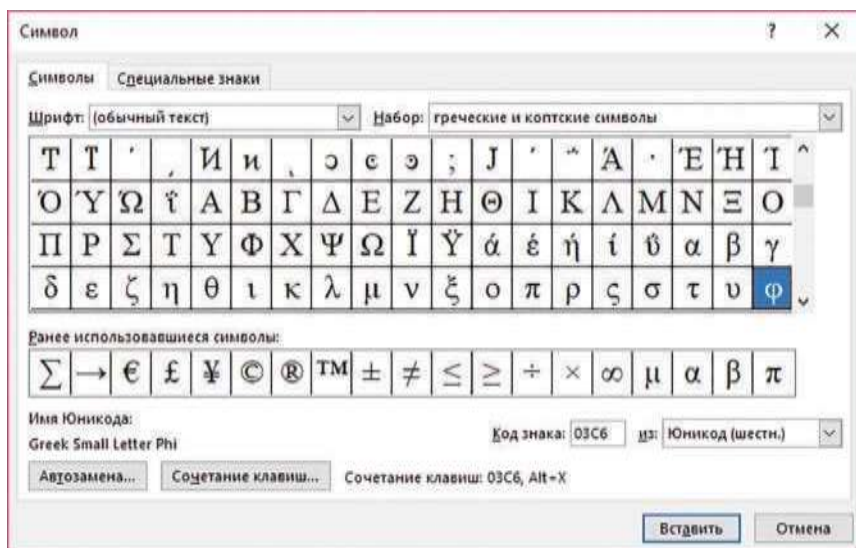 Символ ? ×
Символы Специальные знаки
Шрифт: (обычный текст) Набор: греческие и коптские символы
Ͳ ͳ ʹ ͵ Ͷ ͷ ͺ ͻ ͼ ͽ ; Ϳ ΄ ΅ Ά · Έ Ή Ί
Ό Ύ Ώ ΐ Α Β Γ Δ Ε Ζ Η Θ Ι Κ Λ Μ Ν Ξ Ο
Π Ρ Σ Τ Υ Φ Χ Ψ Ω Ϊ Ϋ ά έ ή ί ΰ α β γ
δ ε ζ η θ ι κ λ μ ν ξ ο π ρ ς σ τ υ φ
Ранее использовавшиеся символы:
∑ → € £ ¥ © ® ™ ± ≠ ≤ ≥ ÷ × ∞ µ α β π
Имя Юникода:
Greek Small Letter Phi
Код знака: 03C6 из: Юникод (шестн.)
Автозамена... Сочетание клавиш... Сочетание клавиш: 03C6, Alt+X
Вставить Отмена